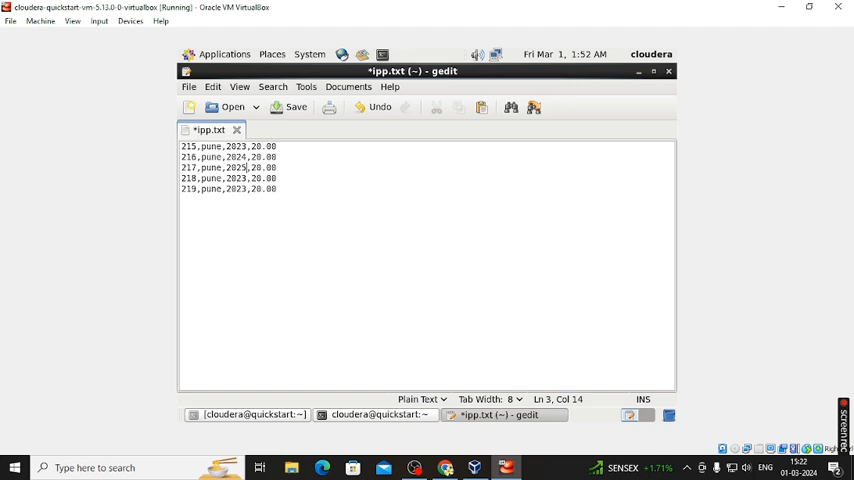 cloudera-quickstart-vm-5.13.0-0-virtualbox [Running] - Oracle VM VirtualBox
File Machine View Input Devices Help
Applications Places System Fri Mar 1, 1:52 AM cloudera
*ipp.txt (~) - gedit
File Edit View Search Tools Documents Help
Open Save Undo
*ipp.txt
215,pune,2023,20.00
216,pune,2024,20.00
217,pune,2025,20.00
218,pune,2023,20.00
219,pune,2023,20.00
Plain Text Tab Width: 8 Ln 3, Col 14 INS
[cloudera@quickstart:~] cloudera@quickstart:~ *ipp.txt (~) - gedit
Right
Type here to search SENSEX +1.71% ENG 15:22
01-03-2024 2